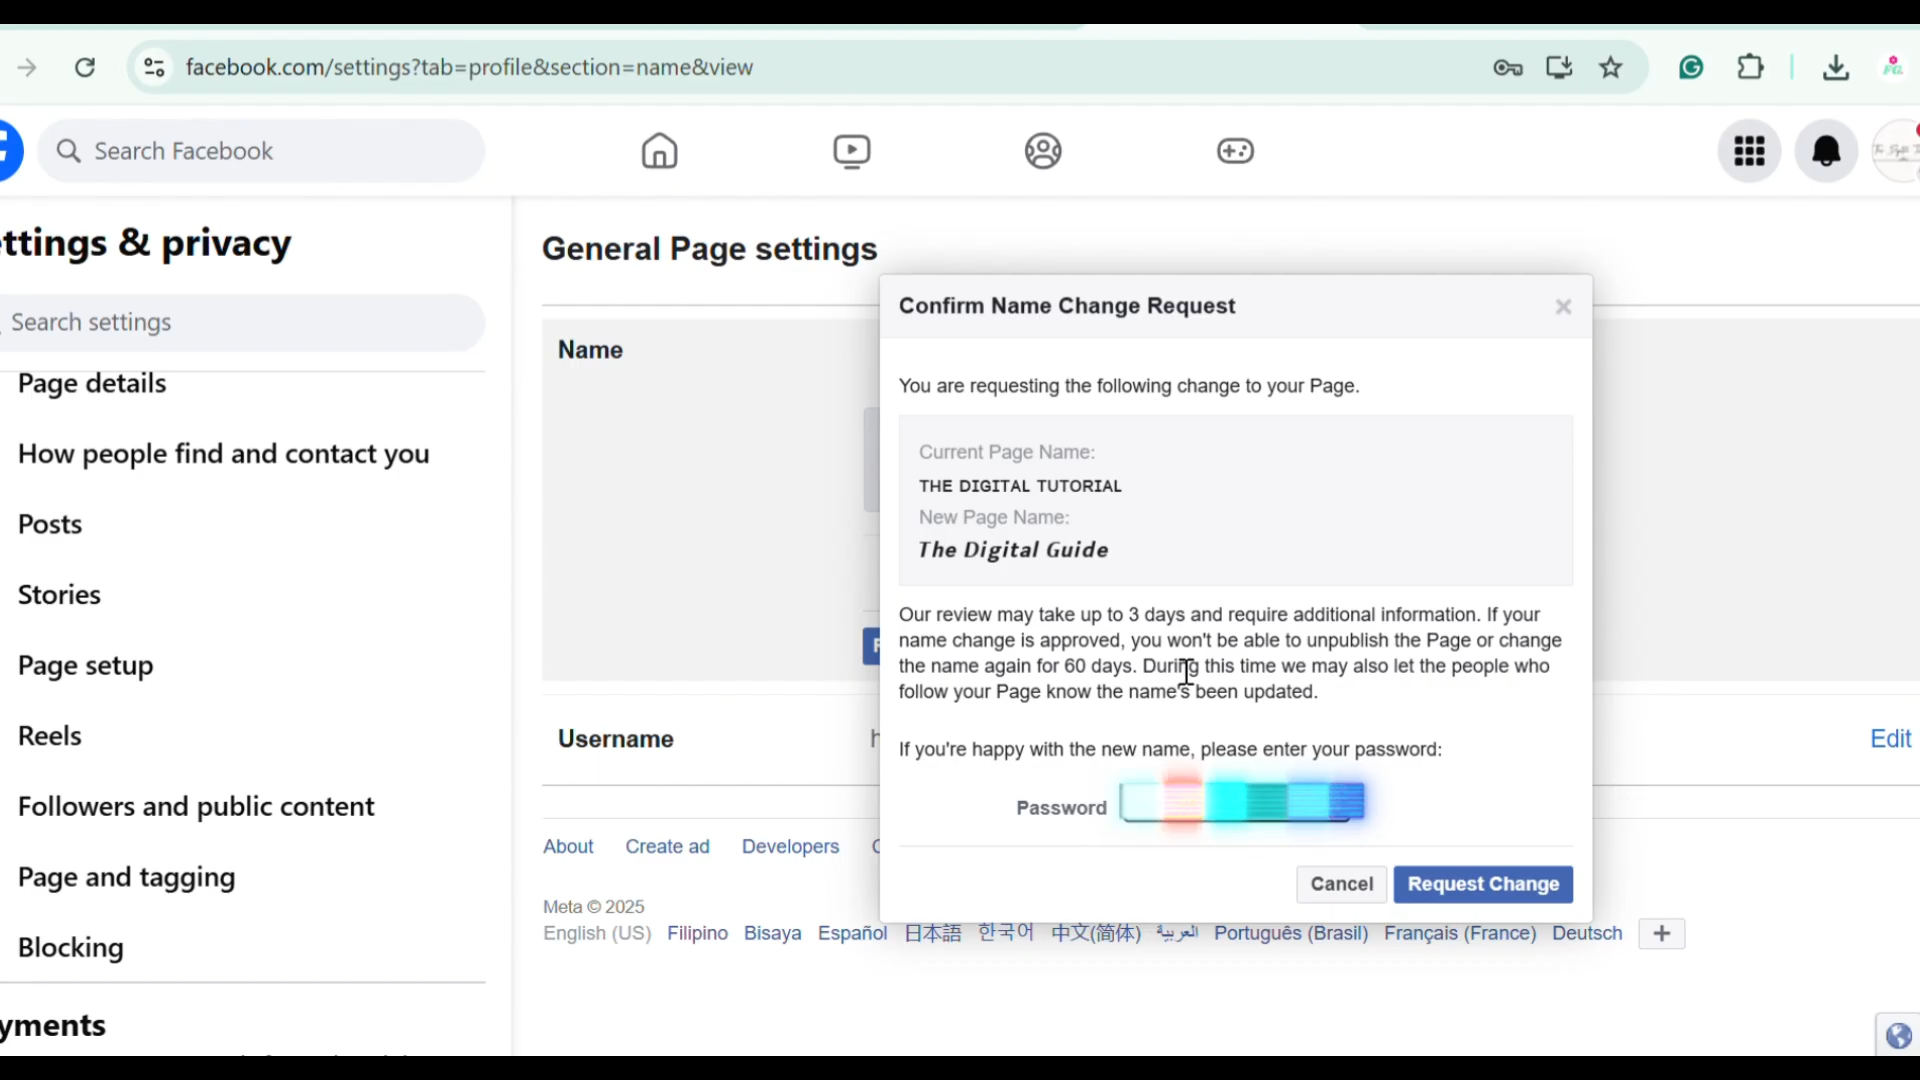 facebook.com/settings?tab=profile&section=name&view
Search Facebook
ettings & privacy
Search settings
Page details
How people find and contact you
Posts
Stories
Page setup
Reels
Followers and public content
Page and tagging
Blocking
yments
General Page settings
Name
Confirm Name Change Request
You are requesting the following change to your Page.
Current Page Name:
THE DIGITAL TUTORIAL
New Page Name:
The Digital Guide
Our review may take up to 3 days and require additional information. If your
name change is approved, you won't be able to unpublish the Page or change
the name again for 60 days. During this time we may also let the people who
follow your Page know the name's been updated.
If you're happy with the new name, please enter your password:
Password
Cancel Request Change
Username
Edit
About Create ad Developers
Meta © 2025
English (US) Filipino Bisaya Español 日本語 한국어 中文(简体) العربية Português (Brasil) Français (France) Deutsch